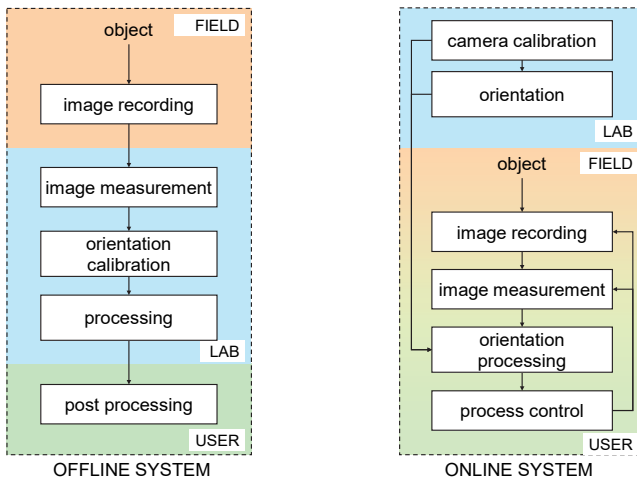 object
FIELD
image recording
image measurement
orientation
calibration
processing
LAB
post processing
USER
OFFLINE SYSTEM
camera calibration
orientation
LAB
FIELD
object
image recording
image measurement
orientation
processing
process control
USER
ONLINE SYSTEM